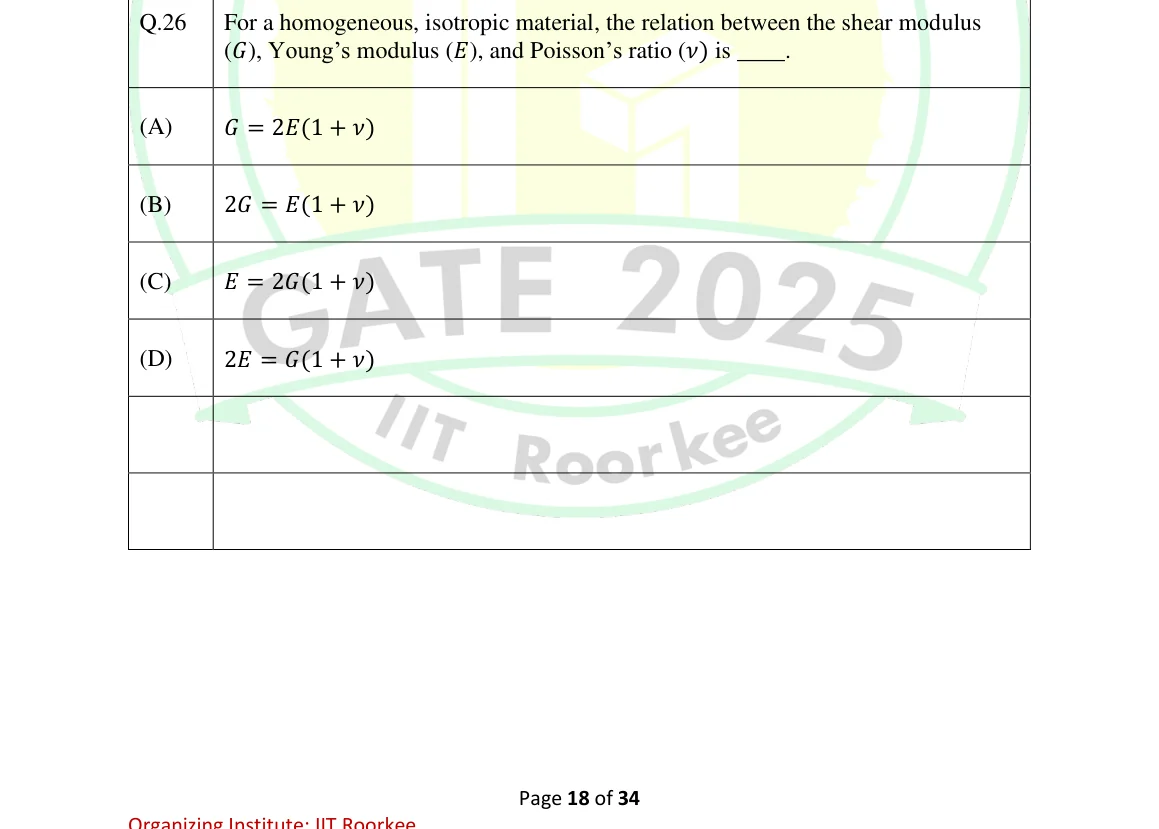 Q.26 For a homogeneous, isotropic material, the relation between the shear modulus
(𝐺), Young’s modulus (𝐸), and Poisson’s ratio (𝜈) is ____.
(A) 𝐺 = 2𝐸(1 + 𝜈)
(B) 2𝐺 = 𝐸(1 + 𝜈)
(C) 𝐸 = 2𝐺(1 + 𝜈)
(D) 2𝐸 = 𝐺(1 + 𝜈)
GATE 2025
IIT Roorkee
Page 18 of 34
Organizing Institute: IIT Roorkee